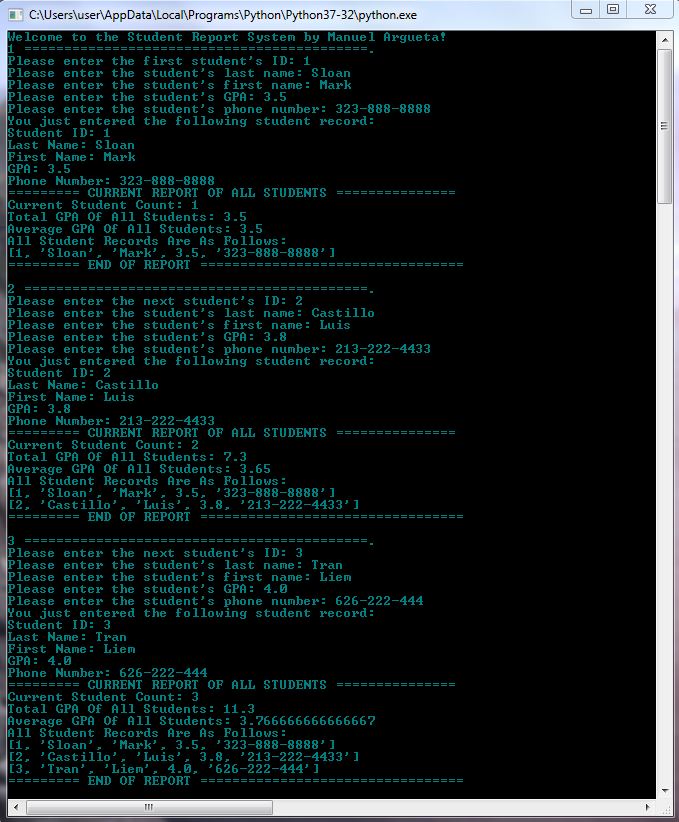 C:\Users\user\AppData\Local\Programs\Python\Python37-32\python.exe
Welcome to the Student Report System by Manuel Argueta!
1 ===========================================.
Please enter the first student's ID: 1
Please enter the student's last name: Sloan
Please enter the student's first name: Mark
Please enter the student's GPA: 3.5
Please enter the student's phone number: 323-888-8888
You just entered the following student record:
Student ID: 1
Last Name: Sloan
First Name: Mark
GPA: 3.5
Phone Number: 323-888-8888
========= CURRENT REPORT OF ALL STUDENTS ===============
Current Student Count: 1
Total GPA Of All Students: 3.5
Average GPA Of All Students: 3.5
All Student Records Are As Follows:
[1, 'Sloan', 'Mark', 3.5, '323-888-8888']
========= END OF REPORT =================================
2 ===========================================.
Please enter the next student's ID: 2
Please enter the student's last name: Castillo
Please enter the student's first name: Luis
Please enter the student's GPA: 3.8
Please enter the student's phone number: 213-222-4433
You just entered the following student record:
Student ID: 2
Last Name: Castillo
First Name: Luis
GPA: 3.8
Phone Number: 213-222-4433
========= CURRENT REPORT OF ALL STUDENTS ===============
Current Student Count: 2
Total GPA Of All Students: 7.3
Average GPA Of All Students: 3.65
All Student Records Are As Follows:
[1, 'Sloan', 'Mark', 3.5, '323-888-8888']
[2, 'Castillo', 'Luis', 3.8, '213-222-4433']
========= END OF REPORT =================================
3 ===========================================.
Please enter the next student's ID: 3
Please enter the student's last name: Tran
Please enter the student's first name: Liem
Please enter the student's GPA: 4.0
Please enter the student's phone number: 626-222-444
You just entered the following student record:
Student ID: 3
Last Name: Tran
First Name: Liem
GPA: 4.0
Phone Number: 626-222-444
========= CURRENT REPORT OF ALL STUDENTS ===============
Current Student Count: 3
Total GPA Of All Students: 11.3
Average GPA Of All Students: 3.766666666666667
All Student Records Are As Follows:
[1, 'Sloan', 'Mark', 3.5, '323-888-8888']
[2, 'Castillo', 'Luis', 3.8, '213-222-4433']
[3, 'Tran', 'Liem', 4.0, '626-222-444']
========= END OF REPORT =================================